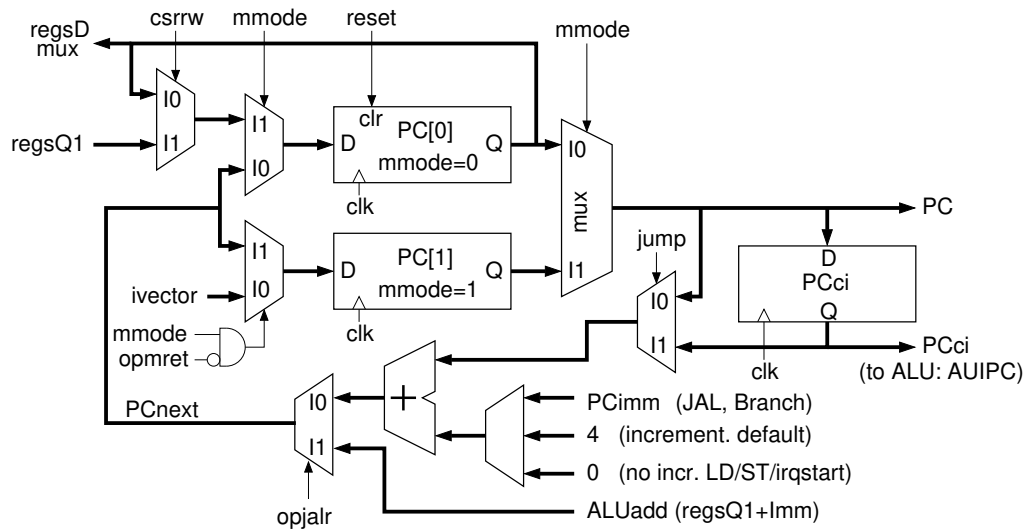 regsD
mux
csrrw
mmode
reset
mmode
I0
I1
regsQ1
I1
I0
clr
D
PC[0]
Q
mmode=0
clk
I0
mux
I1
PC
I1
I0
ivector
mmode
opmret
D
PC[1]
Q
mmode=1
clk
jump
I0
I1
D
PCci
Q
clk
PCci
(to ALU: AUIPC)
PCnext
I0
I1
opjalr
+
PCimm (JAL, Branch)
4 (increment. default)
0 (no incr. LD/ST/irqstart)
ALUadd (regsQ1+Imm)